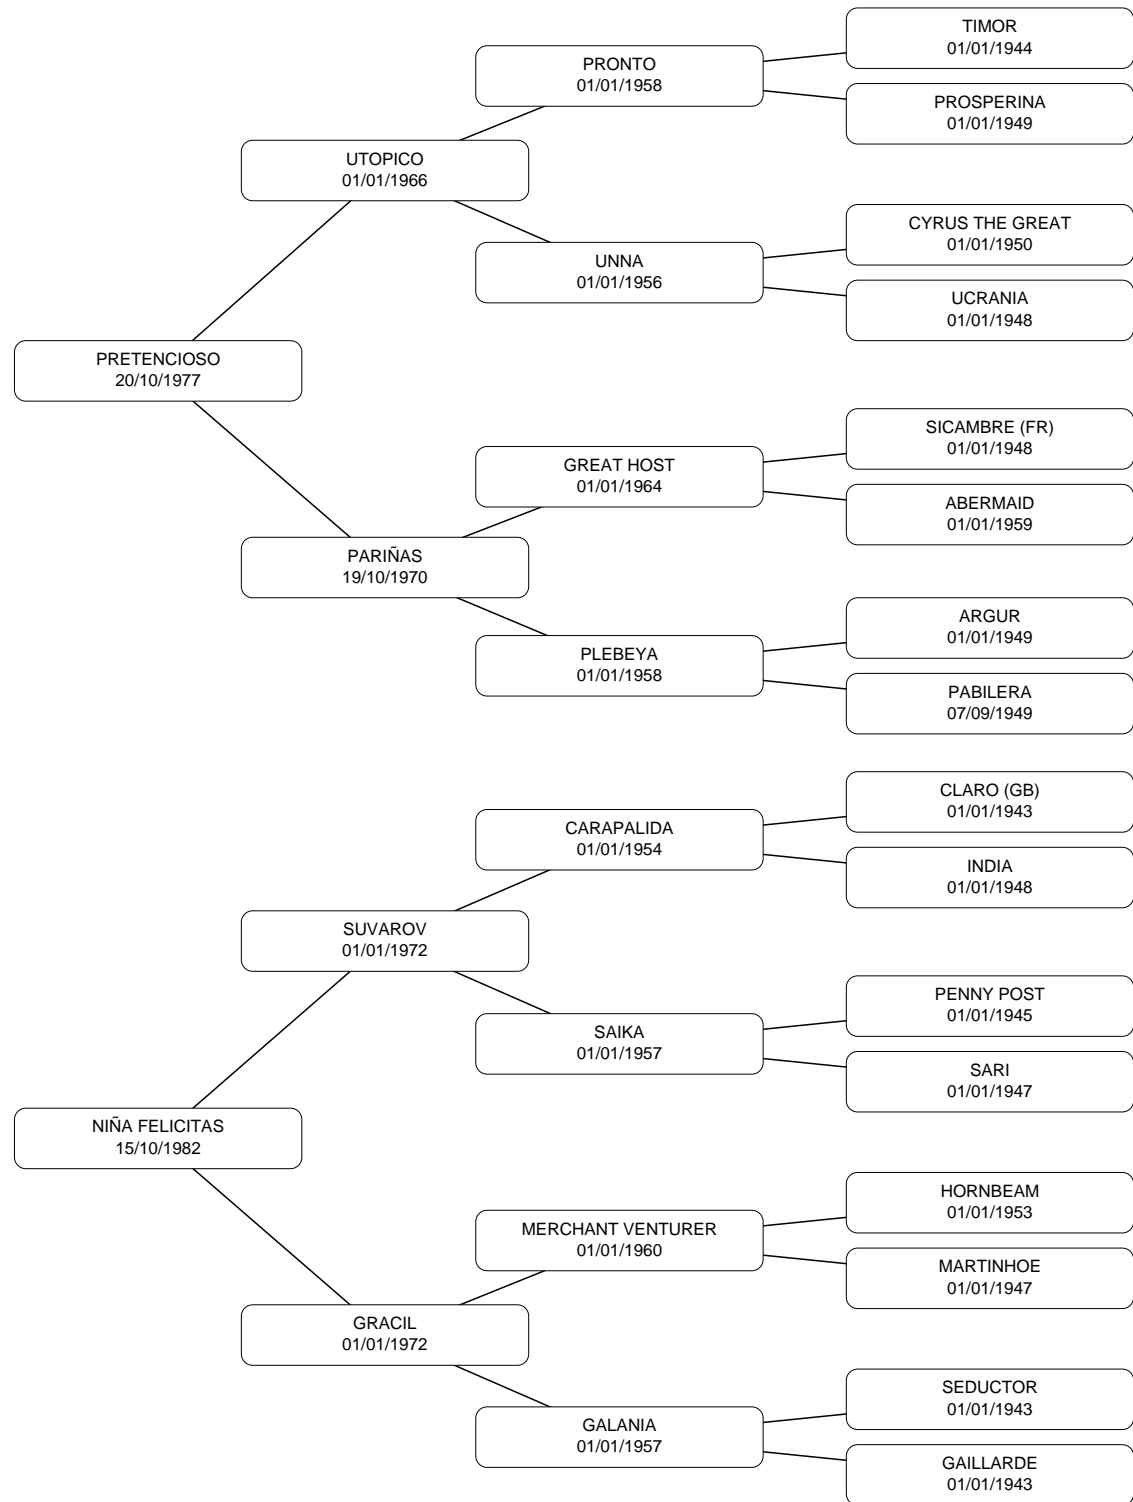 TIMOR
01/01/1944
PRONTO
01/01/1958
PROSPERINA
01/01/1949
UTOPICO
01/01/1966
CYRUS THE GREAT
01/01/1950
UNNA
01/01/1956
UCRANIA
01/01/1948
PRETENCIOSO
20/10/1977
SICAMBRE (FR)
01/01/1948
GREAT HOST
01/01/1964
ABERMAID
01/01/1959
PARIÑAS
19/10/1970
ARGUR
01/01/1949
PLEBEYA
01/01/1958
PABILERA
07/09/1949
CLARO (GB)
01/01/1943
CARAPALIDA
01/01/1954
INDIA
01/01/1948
SUVAROV
01/01/1972
PENNY POST
01/01/1945
SAIKA
01/01/1957
SARI
01/01/1947
NIÑA FELICITAS
15/10/1982
HORNBEAM
01/01/1953
MERCHANT VENTURER
01/01/1960
MARTINHOE
01/01/1947
GRACIL
01/01/1972
SEDUCTOR
01/01/1943
GALANIA
01/01/1957
GAILLARDE
01/01/1943